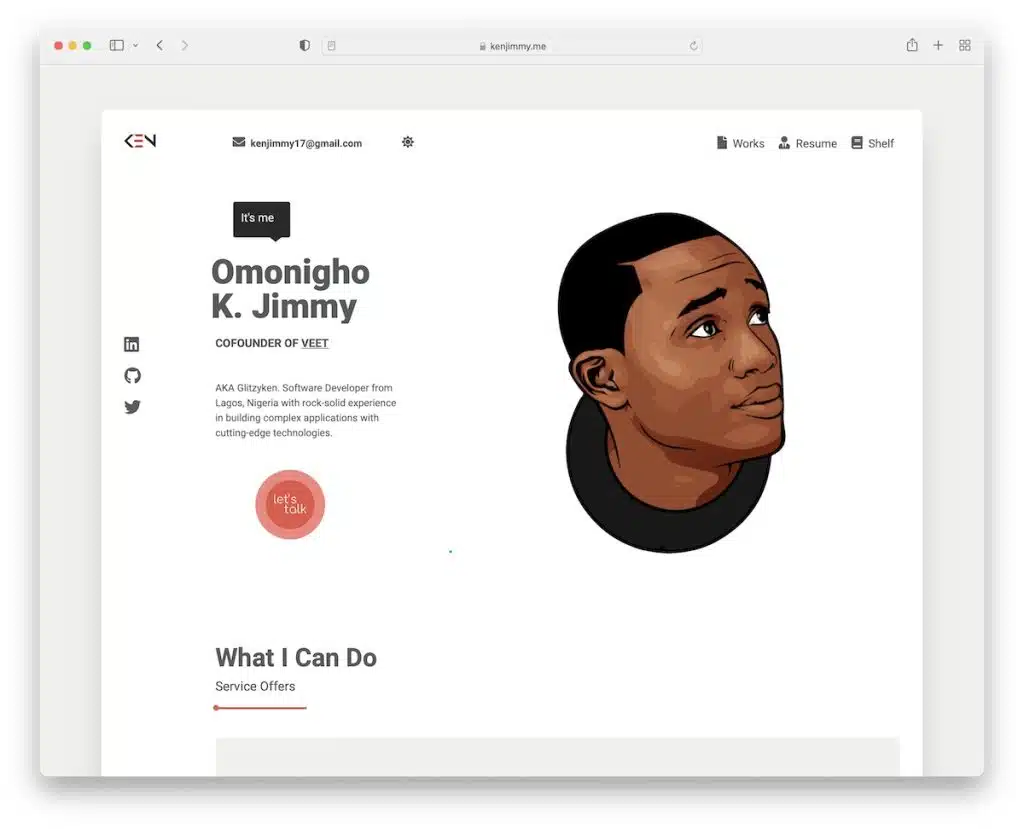 kenjimmy.me
KEN
kenjimmy17@gmail.com
Works
Resume
Shelf
It's me
Omonigho
K. Jimmy
COFOUNDER OF VEET
AKA Glitzyken. Software Developer from
Lagos, Nigeria with rock-solid experience
in building complex applications with
cutting-edge technologies.
let's
talk
What I Can Do
Service Offers